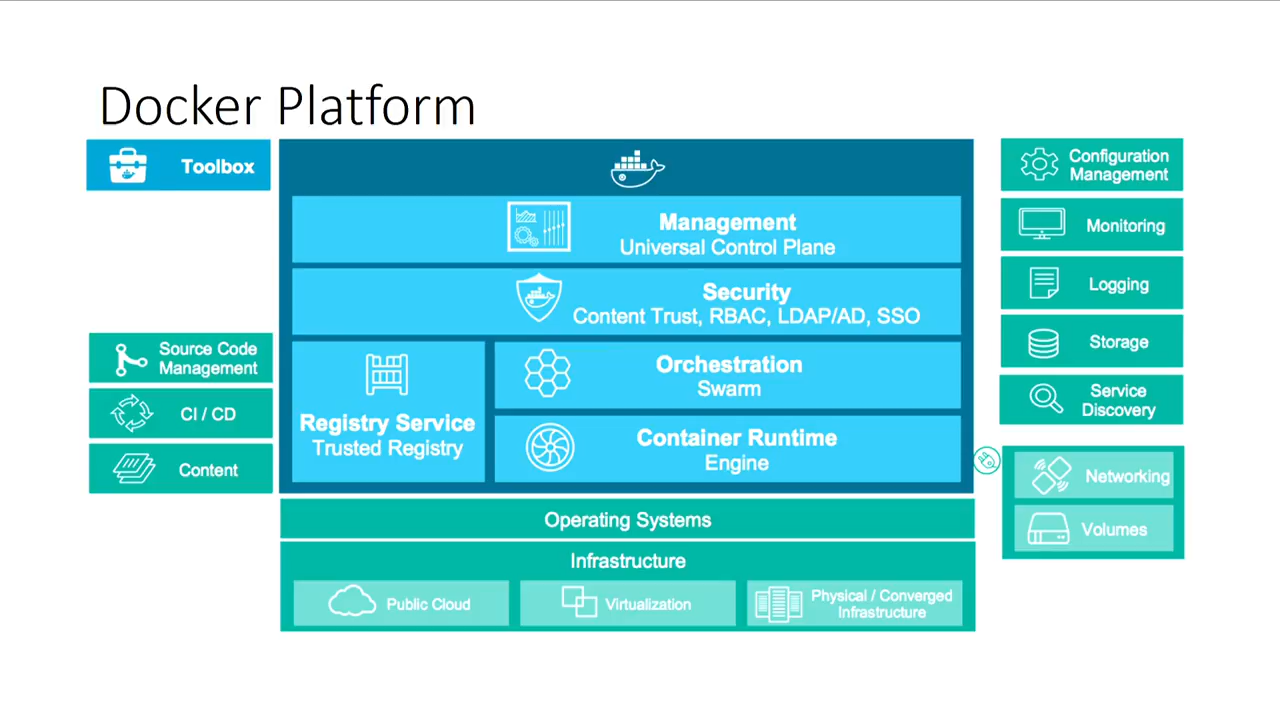 Docker Platform
Toolbox
Source Code
Management
CI / CD
Content
Management
Universal Control Plane
Security
Content Trust, RBAC, LDAP/AD, SSO
Registry Service
Trusted Registry
Orchestration
Swarm
Container Runtime
Engine
Operating Systems
Infrastructure
Public Cloud
Virtualization
Physical / Converged
Infrastructure
Configuration
Management
Monitoring
Logging
Storage
Service
Discovery
Networking
Volumes